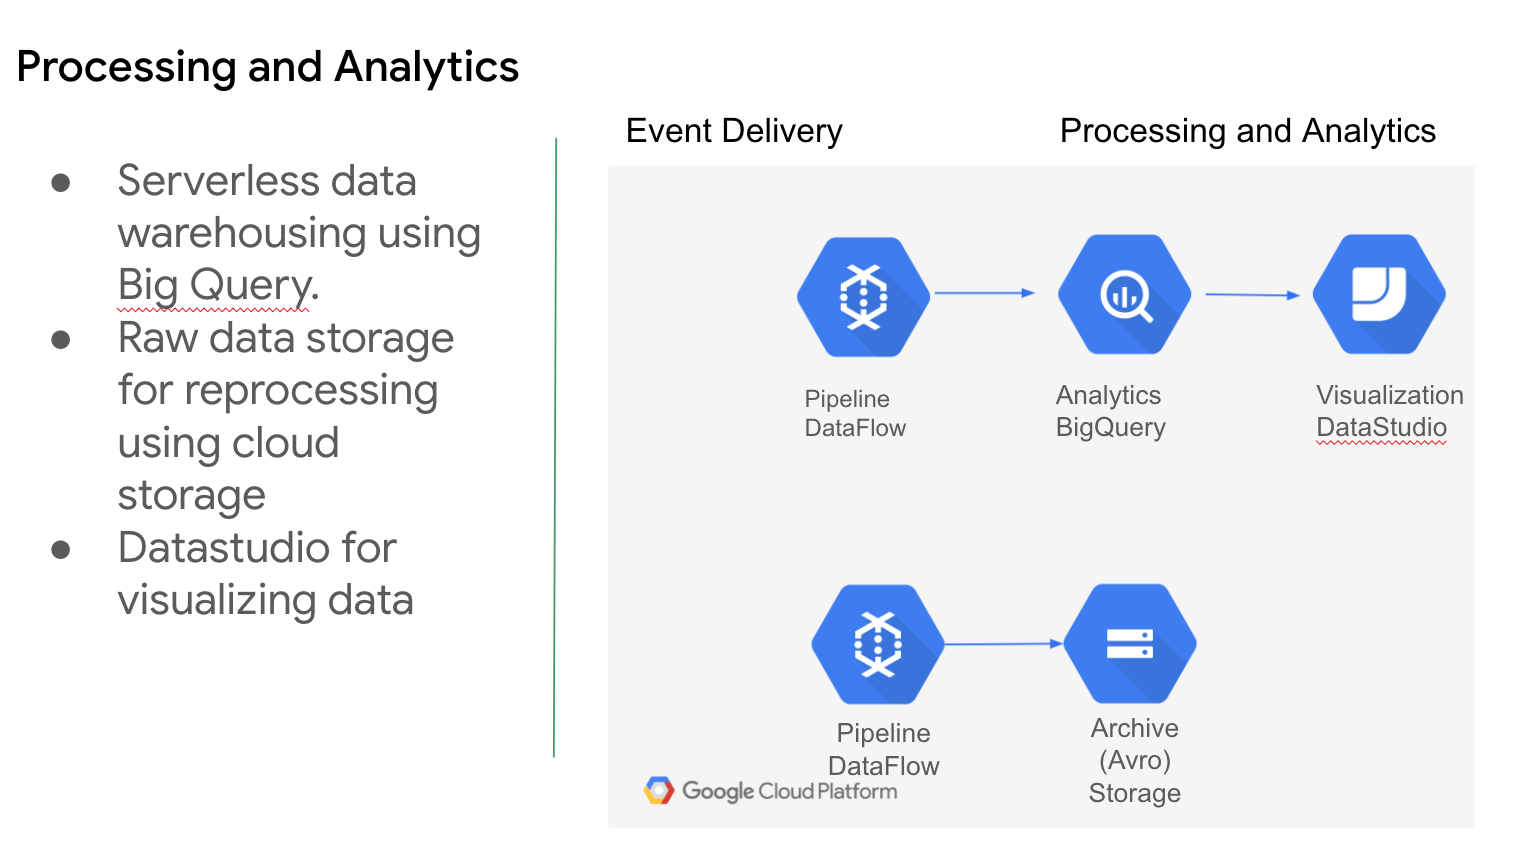 Processing and Analytics
● Serverless data
warehousing using
Big Query.
● Raw data storage
for reprocessing
using cloud
storage
● Datastudio for
visualizing data
Event Delivery
Processing and Analytics
Pipeline
DataFlow
Analytics
BigQuery
Visualization
DataStudio
Pipeline
DataFlow
Archive
(Avro)
Storage
Google Cloud Platform